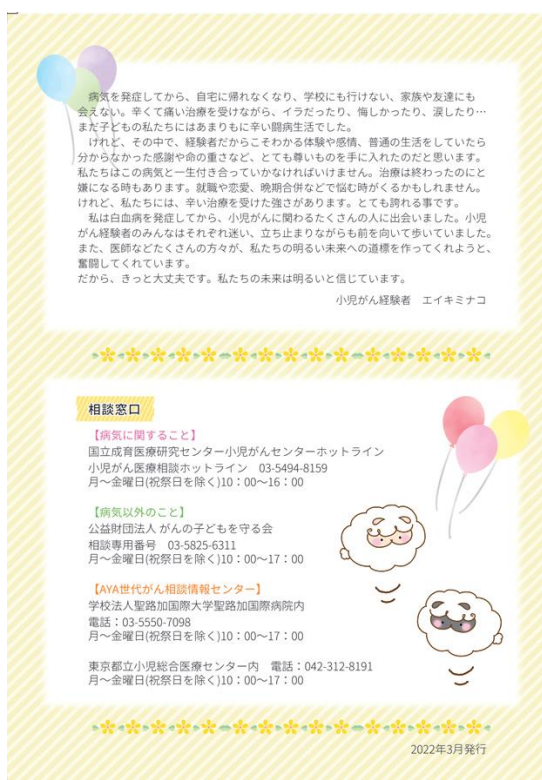 病気を発症してから、自宅に帰れなくなり、学校にも行けない、家族や友達にも
会えない。辛くて痛い治療を受けながら、イラだったり、悔しかったり、涙したり…
まだ子どもの私たちにはあまりもに辛い闘病生活でした。
けれど、その中で、経験者だからこそわかる体験や感情、普通の生活をしていたら
分からなかった感謝や命の重さなど、とても尊いものを手に入れたのだと思います。
私たちはこの病気と一生付き合っていかなければいけません。治療は終わったのにと
嫌になる時もあります。就職や恋愛、晩期合併などで悩む時がくるかもしれません。
けれど、私たちには、辛い治療を受けた強さがあります。とても誇れる事です。
私は白血病を発症してから、小児がんに関わるたくさんの人に出会いました。小児
がん経験者のみんなはそれぞれ迷い、立ち止まりながらも前を向いて歩いていました。
また、医師などたくさんの方々が、私たちの明るい未来への道標を作ってくれようと、
奮闘してくれています。
だから、きっと大丈夫です。私たちの未来は明るいと信じています。
小児がん経験者 エイキミナコ
相談窓口
【病気に関すること】
国立成育医療研究センター小児がんセンターホットライン
小児がん医療相談ホットライン 03-5494-8159
月～金曜日(祝祭日を除く)10：00～16：00
【病気以外のこと】
公益財団法人 がんの子どもを守る会
相談専用番号 03-5825-6311
月～金曜日(祝祭日を除く)10：00～17：00
【AYA世代がん相談情報センター】
学校法人聖路加国際大学聖路加国際病院内
電話：03-5550-7098
月～金曜日(祝祭日を除く)10：00～17：00
東京都立小児総合医療センター内 電話：042-312-8191
月～金曜日(祝祭日を除く)10：00～17：00
2022年3月発行